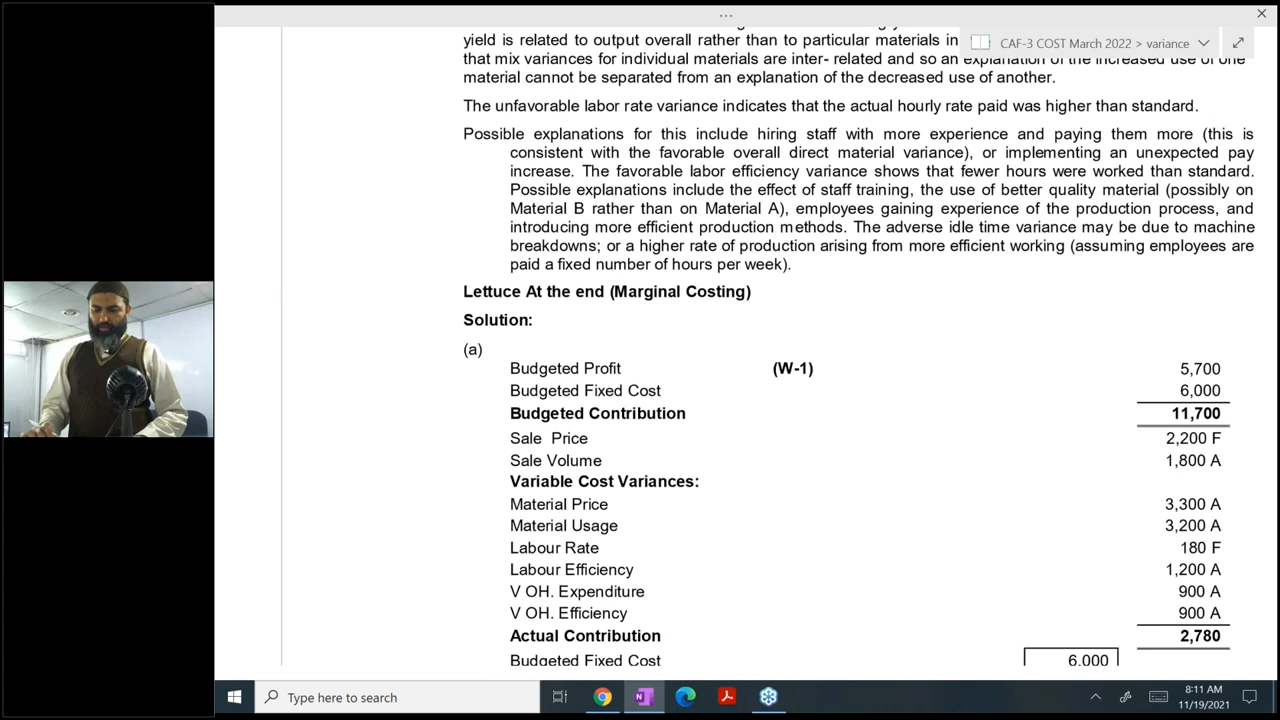 yield is related to output overall rather than to particular materials in
CAF-3 COST March 2022 > variance
that mix variances for individual materials are inter- related and so an explanation of the increased use of one
material cannot be separated from an explanation of the decreased use of another.
The unfavorable labor rate variance indicates that the actual hourly rate paid was higher than standard.
Possible explanations for this include hiring staff with more experience and paying them more (this is
consistent with the favorable overall direct material variance), or implementing an unexpected pay
increase. The favorable labor efficiency variance shows that fewer hours were worked than standard.
Possible explanations include the effect of staff training, the use of better quality material (possibly on
Material B rather than on Material A), employees gaining experience of the production process, and
introducing more efficient production methods. The adverse idle time variance may be due to machine
breakdowns; or a higher rate of production arising from more efficient working (assuming employees are
paid a fixed number of hours per week).
Lettuce At the end (Marginal Costing)
Solution:
(a)
Budgeted Profit (W-1) 5,700
Budgeted Fixed Cost 6,000
Budgeted Contribution 11,700
Sale Price 2,200 F
Sale Volume 1,800 A
Variable Cost Variances:
Material Price 3,300 A
Material Usage 3,200 A
Labour Rate 180 F
Labour Efficiency 1,200 A
V OH. Expenditure 900 A
V OH. Efficiency 900 A
Actual Contribution 2,780
Budgeted Fixed Cost 6,000
Type here to search
8:11 AM
11/19/2021